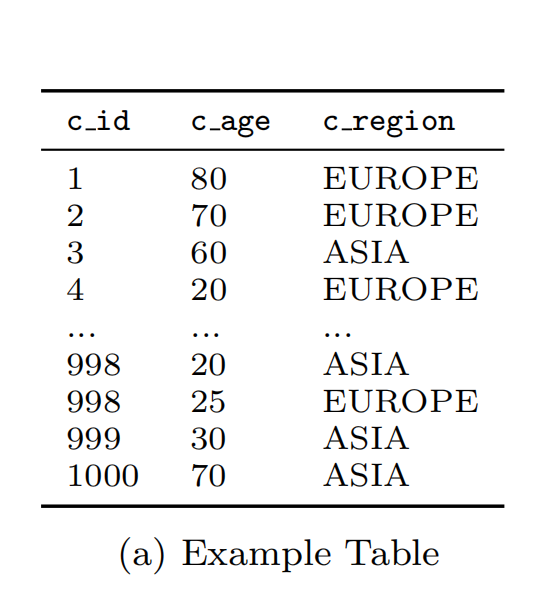 c_id c_age c_region
1 80 EUROPE
2 70 EUROPE
3 60 ASIA
4 20 EUROPE
... ... ...
998 20 ASIA
998 25 EUROPE
999 30 ASIA
1000 70 ASIA
(a) Example Table